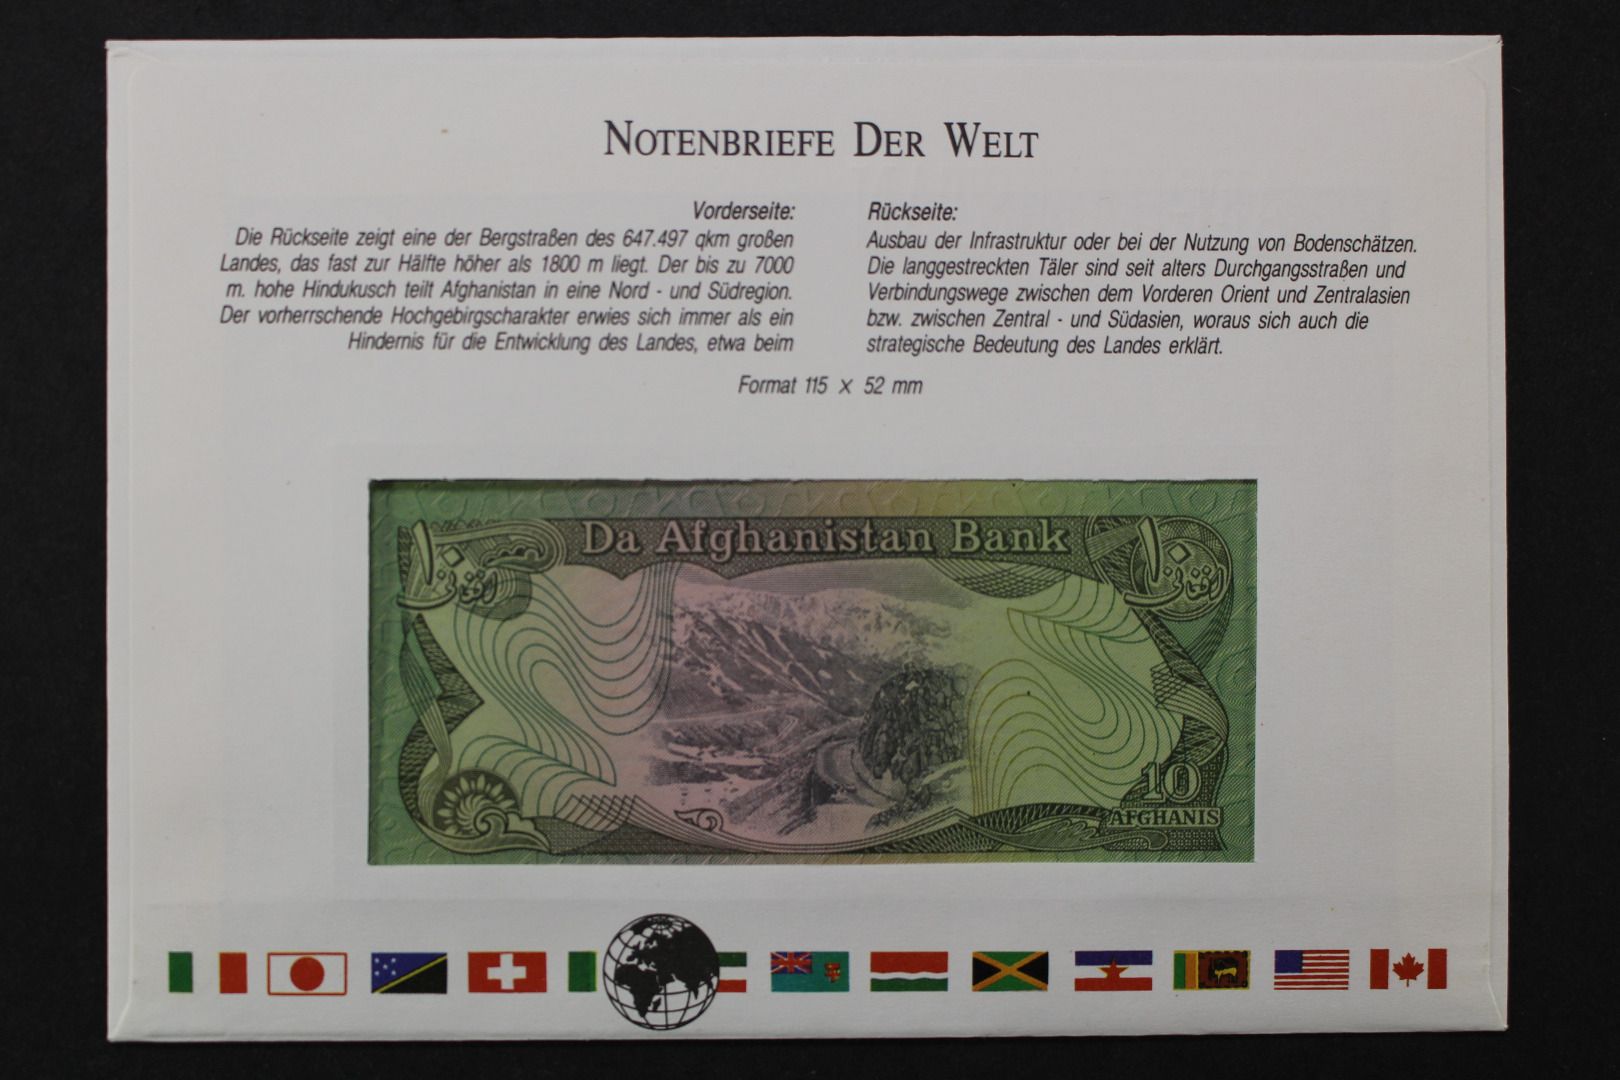 NOTENBRIEFE DER WELT
Vorderseite:
Die Rückseite zeigt eine der Bergstraßen des 647.497 qkm großen
Landes, das fast zur Hälfte höher als 1800 m liegt. Der bis zu 7000
m. hohe Hindukusch teilt Afghanistan in eine Nord - und Südregion.
Der vorherrschende Hochgebirgscharakter erwies sich immer als ein
Hindernis für die Entwicklung des Landes, etwa beim
Rückseite:
Ausbau der Infrastruktur oder bei der Nutzung von Bodenschätzen.
Die langgestreckten Täler sind seit alters Durchgangsstraßen und
Verbindungswege zwischen dem Vorderen Orient und Zentralasien
bzw. zwischen Zentral - und Südasien, woraus sich auch die
strategische Bedeutung des Landes erklärt.
Format 115 x 52 mm
Da Afghanistan Bank
۱۰
افغانۍ
۱۰
افغانۍ
10
AFGHANIS